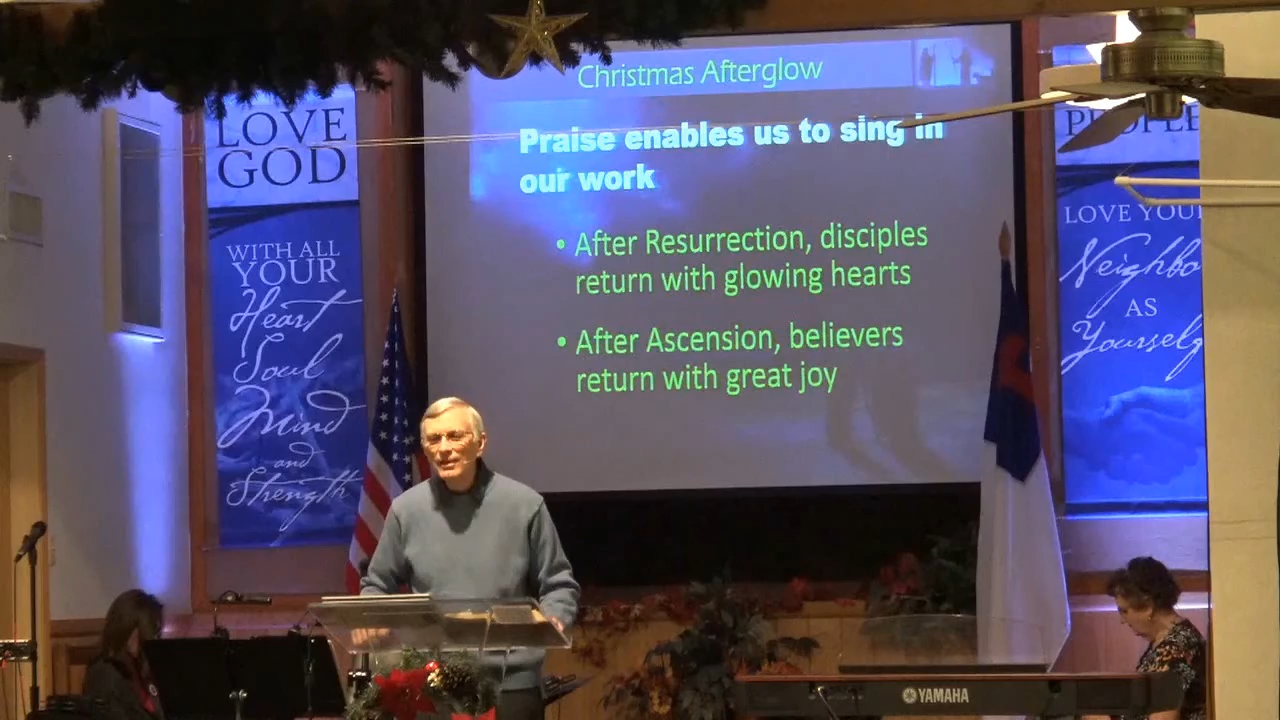 LOVE
GOD
WITH ALL
YOUR
Heart
Soul
Mind
and
Strength
Christmas Afterglow
Praise enables us to sing in
our work
• After Resurrection, disciples
return with glowing hearts
• After Ascension, believers
return with great joy
LOVE YOUR
Neighbo
AS
Yourself
YAMAHA